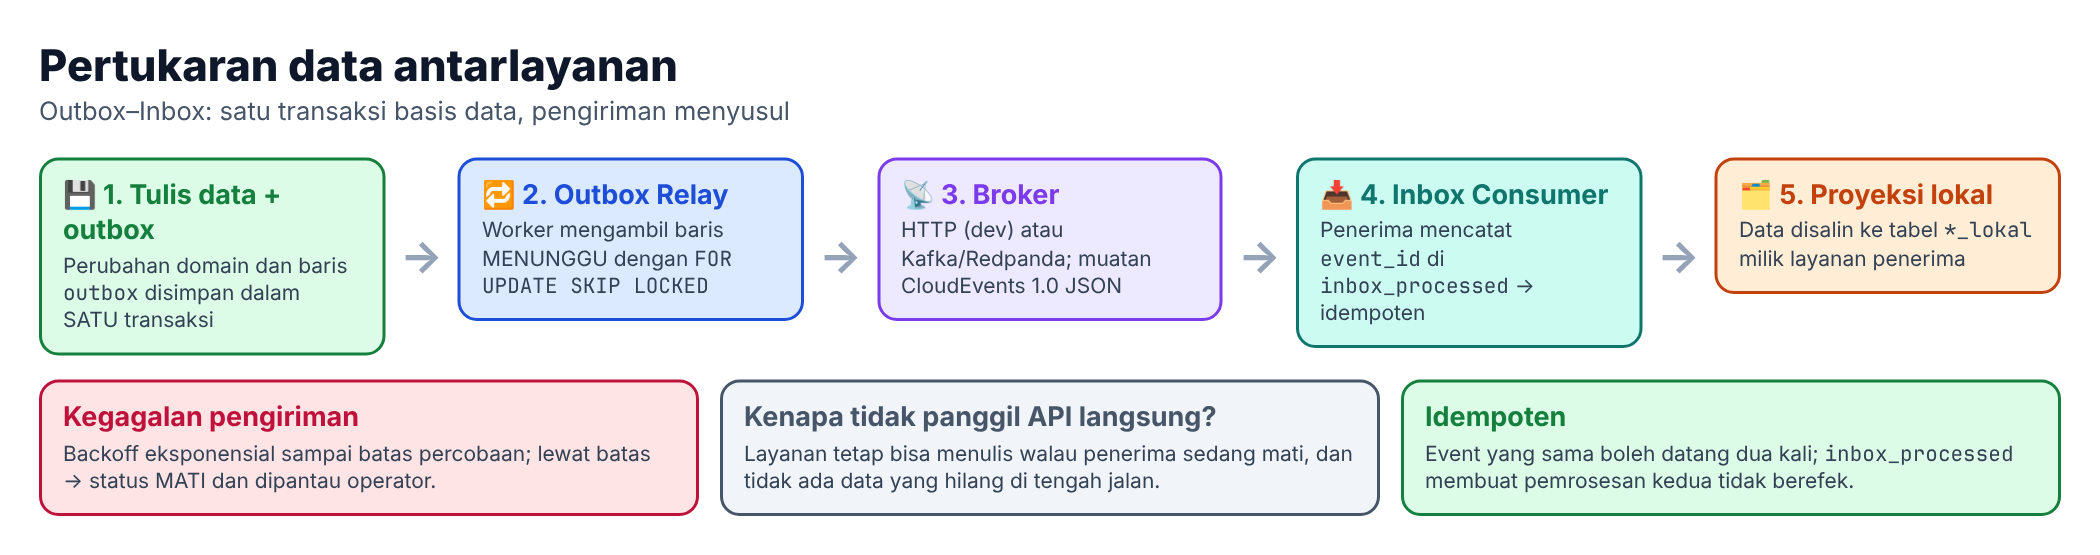 Pertukaran data antarlayanan
Outbox–Inbox: satu transaksi basis data, pengiriman menyusul
💾 1. Tulis data +
outbox
Perubahan domain dan baris
outbox disimpan dalam
SATU transaksi
→
🔁 2. Outbox Relay
Worker mengambil baris
MENUNGGU dengan FOR
UPDATE SKIP LOCKED
→
📡 3. Broker
HTTP (dev) atau
Kafka/Redpanda; muatan
CloudEvents 1.0 JSON
→
📥 4. Inbox Consumer
Penerima mencatat
event_id di
inbox_processed →
idempoten
→
🗂️ 5. Proyeksi lokal
Data disalin ke tabel *_lokal
milik layanan penerima
Kegagalan pengiriman
Backoff eksponensial sampai batas percobaan; lewat batas
→ status MATI dan dipantau operator.
Kenapa tidak panggil API langsung?
Layanan tetap bisa menulis walau penerima sedang mati, dan
tidak ada data yang hilang di tengah jalan.
Idempoten
Event yang sama boleh datang dua kali; inbox_processed
membuat pemrosesan kedua tidak berefek.